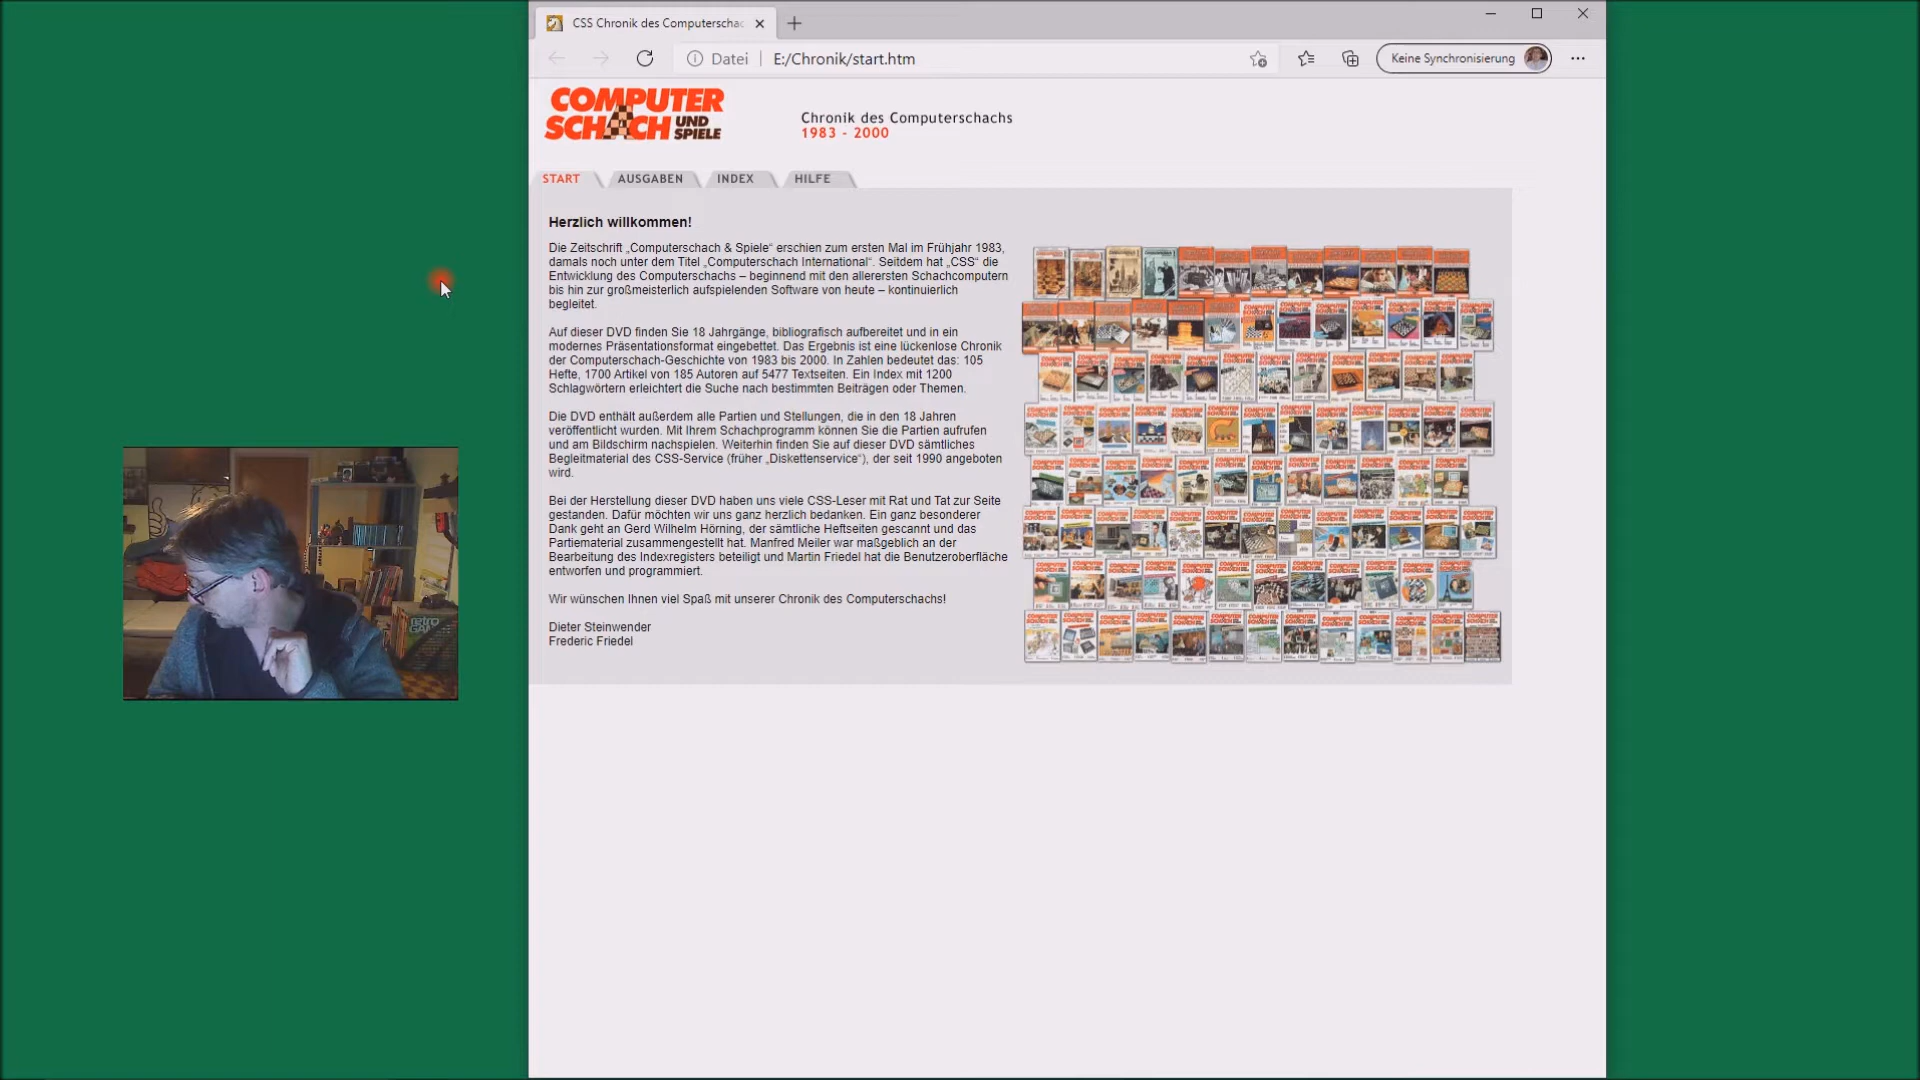 CSS Chronik des Computerschac
Datei
E:/Chronik/start.htm
Keine Synchronisierung
COMPUTER
SCHACH UND
SPIELE
Chronik des Computerschachs
1983 - 2000
START
AUSGABEN
INDEX
HILFE
Herzlich willkommen!
Die Zeitschrift „Computerschach & Spiele“ erschien zum ersten Mal im Frühjahr 1983,
damals noch unter dem Titel „Computerschach International“. Seitdem hat „CSS“ die
Entwicklung des Computerschachs – beginnend mit den allerersten Schachcomputern
bis hin zur großmeisterlich aufspielenden Software von heute – kontinuierlich
begleitet.
Auf dieser DVD finden Sie 18 Jahrgänge, bibliografisch aufbereitet und in ein
modernes Präsentationsformat eingebettet. Das Ergebnis ist eine lückenlose Chronik
der Computerschach-Geschichte von 1983 bis 2000. In Zahlen bedeutet das: 105
Hefte, 1700 Artikel von 185 Autoren auf 5477 Textseiten. Ein Index mit 1200
Schlagwörtern erleichtert die Suche nach bestimmten Beiträgen oder Themen.
Die DVD enthält außerdem alle Partien und Stellungen, die in den 18 Jahren
veröffentlicht wurden. Mit Ihrem Schachprogramm können Sie die Partien aufrufen
und am Bildschirm nachspielen. Weiterhin finden Sie auf dieser DVD sämtliches
Begleitmaterial des CSS-Service (früher „Diskettenservice“), der seit 1990 angeboten
wird.
Bei der Herstellung dieser DVD haben uns viele CSS-Leser mit Rat und Tat zur Seite
gestanden. Dafür möchten wir uns ganz herzlich bedanken. Ein ganz besonderer
Dank geht an Gerd Wilhelm Hörning, der sämtliche Heftseiten gescannt und das
Partiematerial zusammengestellt hat. Manfred Meiler war maßgeblich an der
Bearbeitung des Indexregisters beteiligt und Martin Friedel hat die Benutzeroberfläche
entworfen und programmiert.
Wir wünschen Ihnen viel Spaß mit unserer Chronik des Computerschachs!
Dieter Steinwender
Frederic Friedel